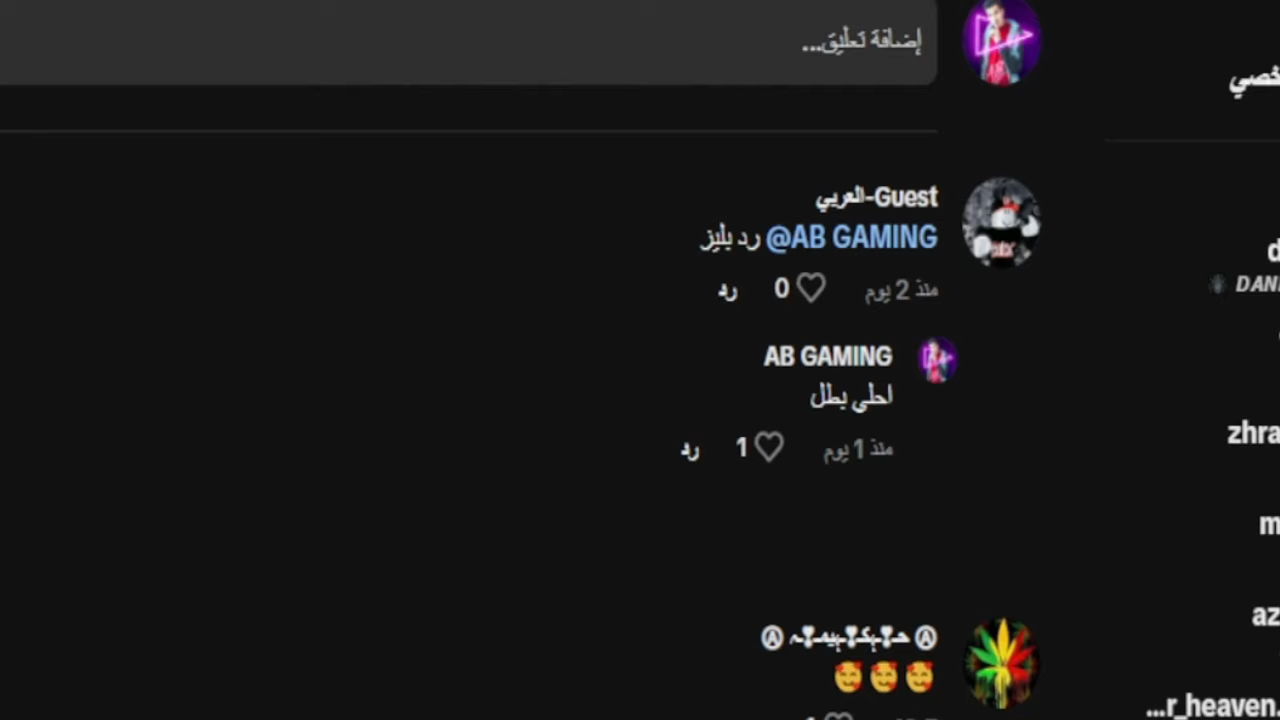 إضافة تعليق...
العربي-Guest
@AB GAMING رد بليز
منذ 2 يوم
0
رد
AB GAMING
احلى بطل
منذ 1 يوم
1
رد
🥰 🥰 🥰
DAN
zhra
m
az
r_heaven...